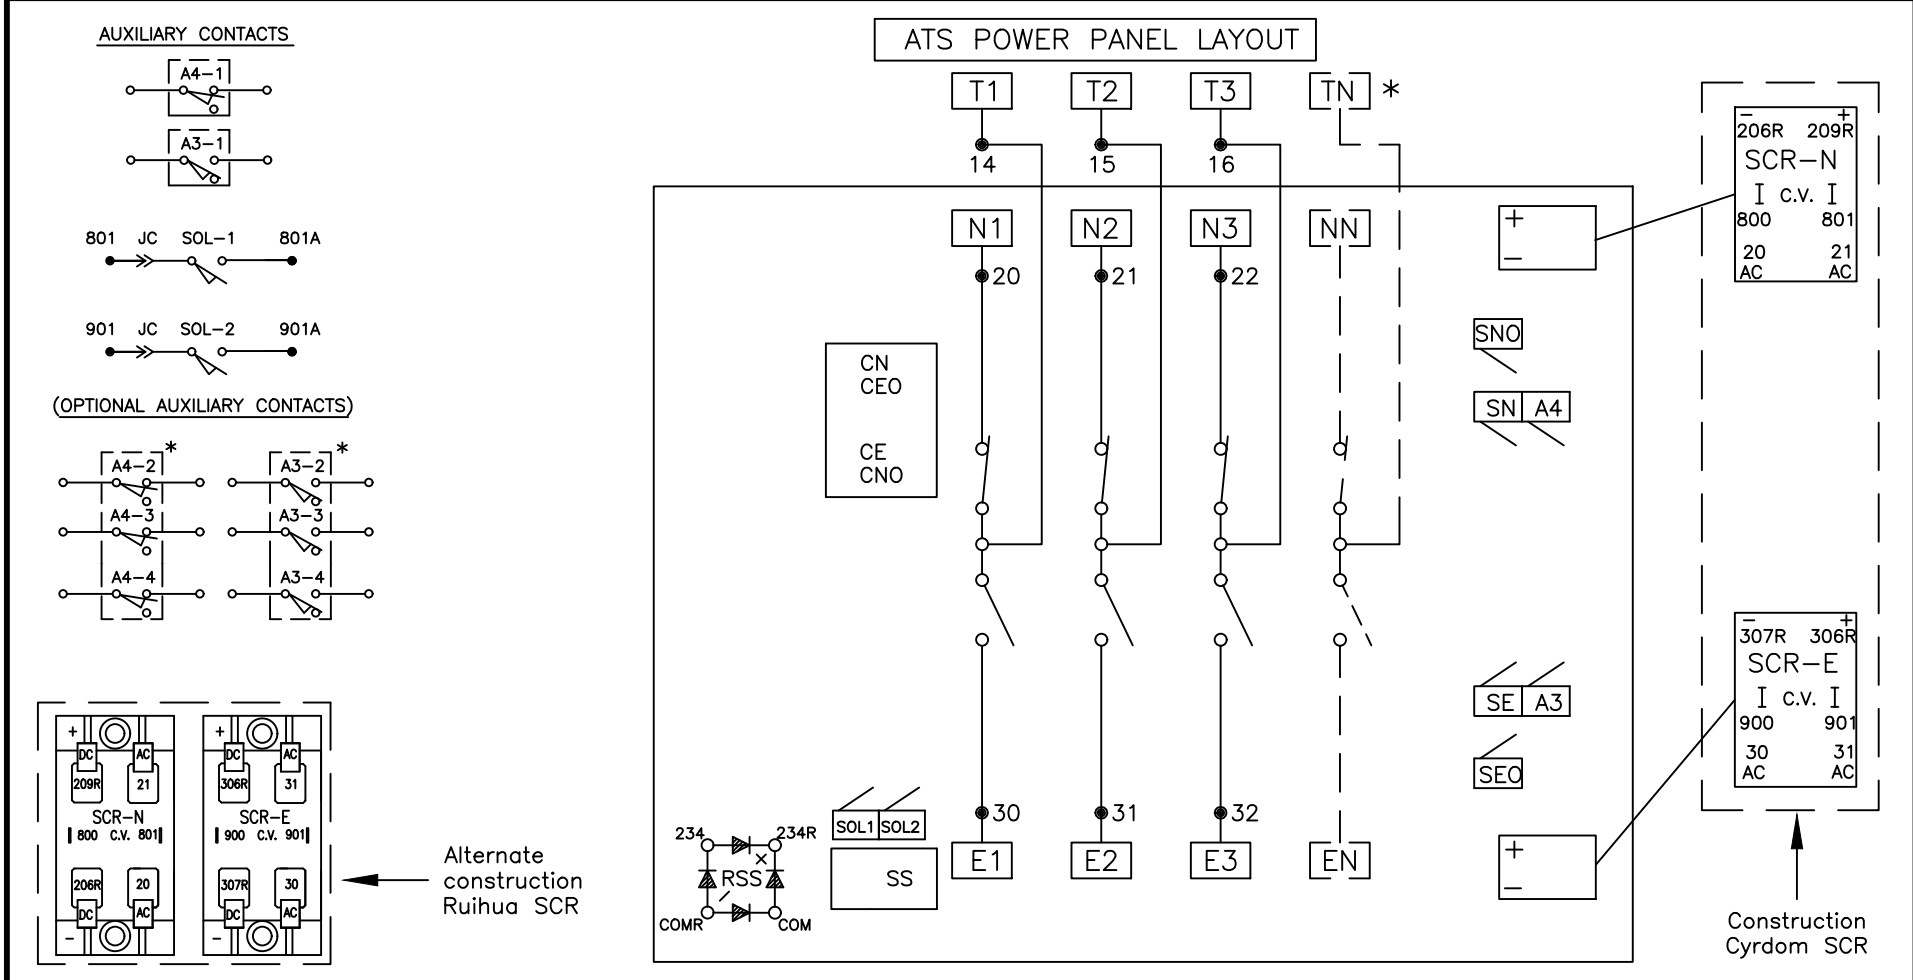 AUXILIARY CONTACTS
A4-1
A3-1
801 JC SOL-1 801A
901 JC SOL-2 901A
(OPTIONAL AUXILIARY CONTACTS)
A4-2 * A3-2 *
A4-3 A3-3
A4-4 A3-4
+ +
DC AC DC AC
209R 21 306R 31
SCR-N SCR-E
800 C.V. 801 900 C.V. 901
206R 20 307R 30
DC AC DC AC
- -
Alternate
construction
Ruihua SCR
ATS POWER PANEL LAYOUT
T1 T2 T3 TN *
14 15 16
N1 N2 N3 NN
20 21 22
CN
CEO
CE
CNO
+
-
SNO
SN A4
SE A3
SEO
SOL1 SOL2
30 31 32
234 234R
RSS
COMR COM
SS
E1 E2 E3 EN
+
-
- +
206R 209R
SCR-N
I C.V. I
800 801
20 21
AC AC
- +
307R 306R
SCR-E
I C.V. I
900 901
30 31
AC AC
Construction
Cyrdom SCR